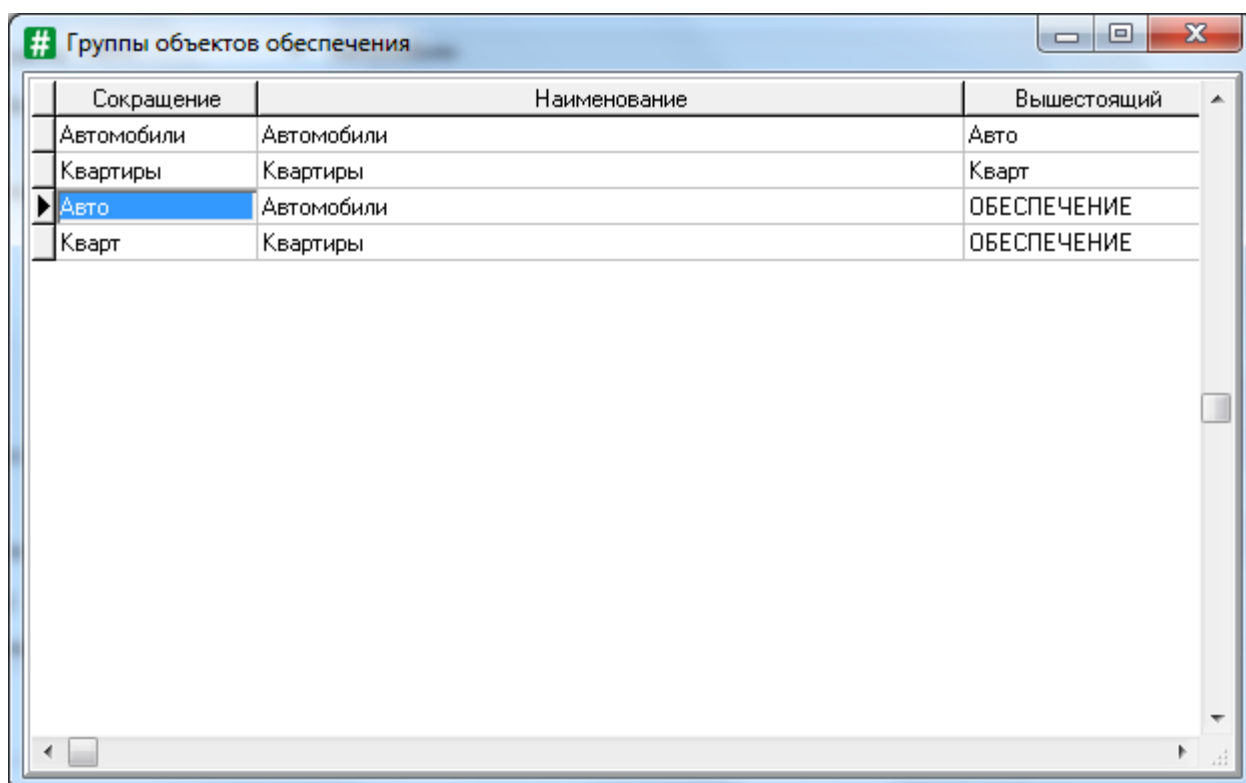 # Группы объектов обеспечения
Сокращение Наименование Вышестоящий
Автомобили Автомобили Авто
Квартиры Квартиры Кварт
Авто Автомобили ОБЕСПЕЧЕНИЕ
Кварт Квартиры ОБЕСПЕЧЕНИЕ